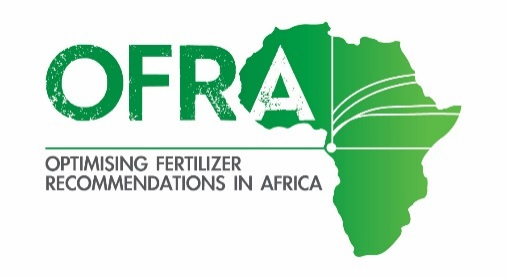 OFRA
OPTIMISING FERTILIZER
RECOMMENDATIONS IN AFRICA